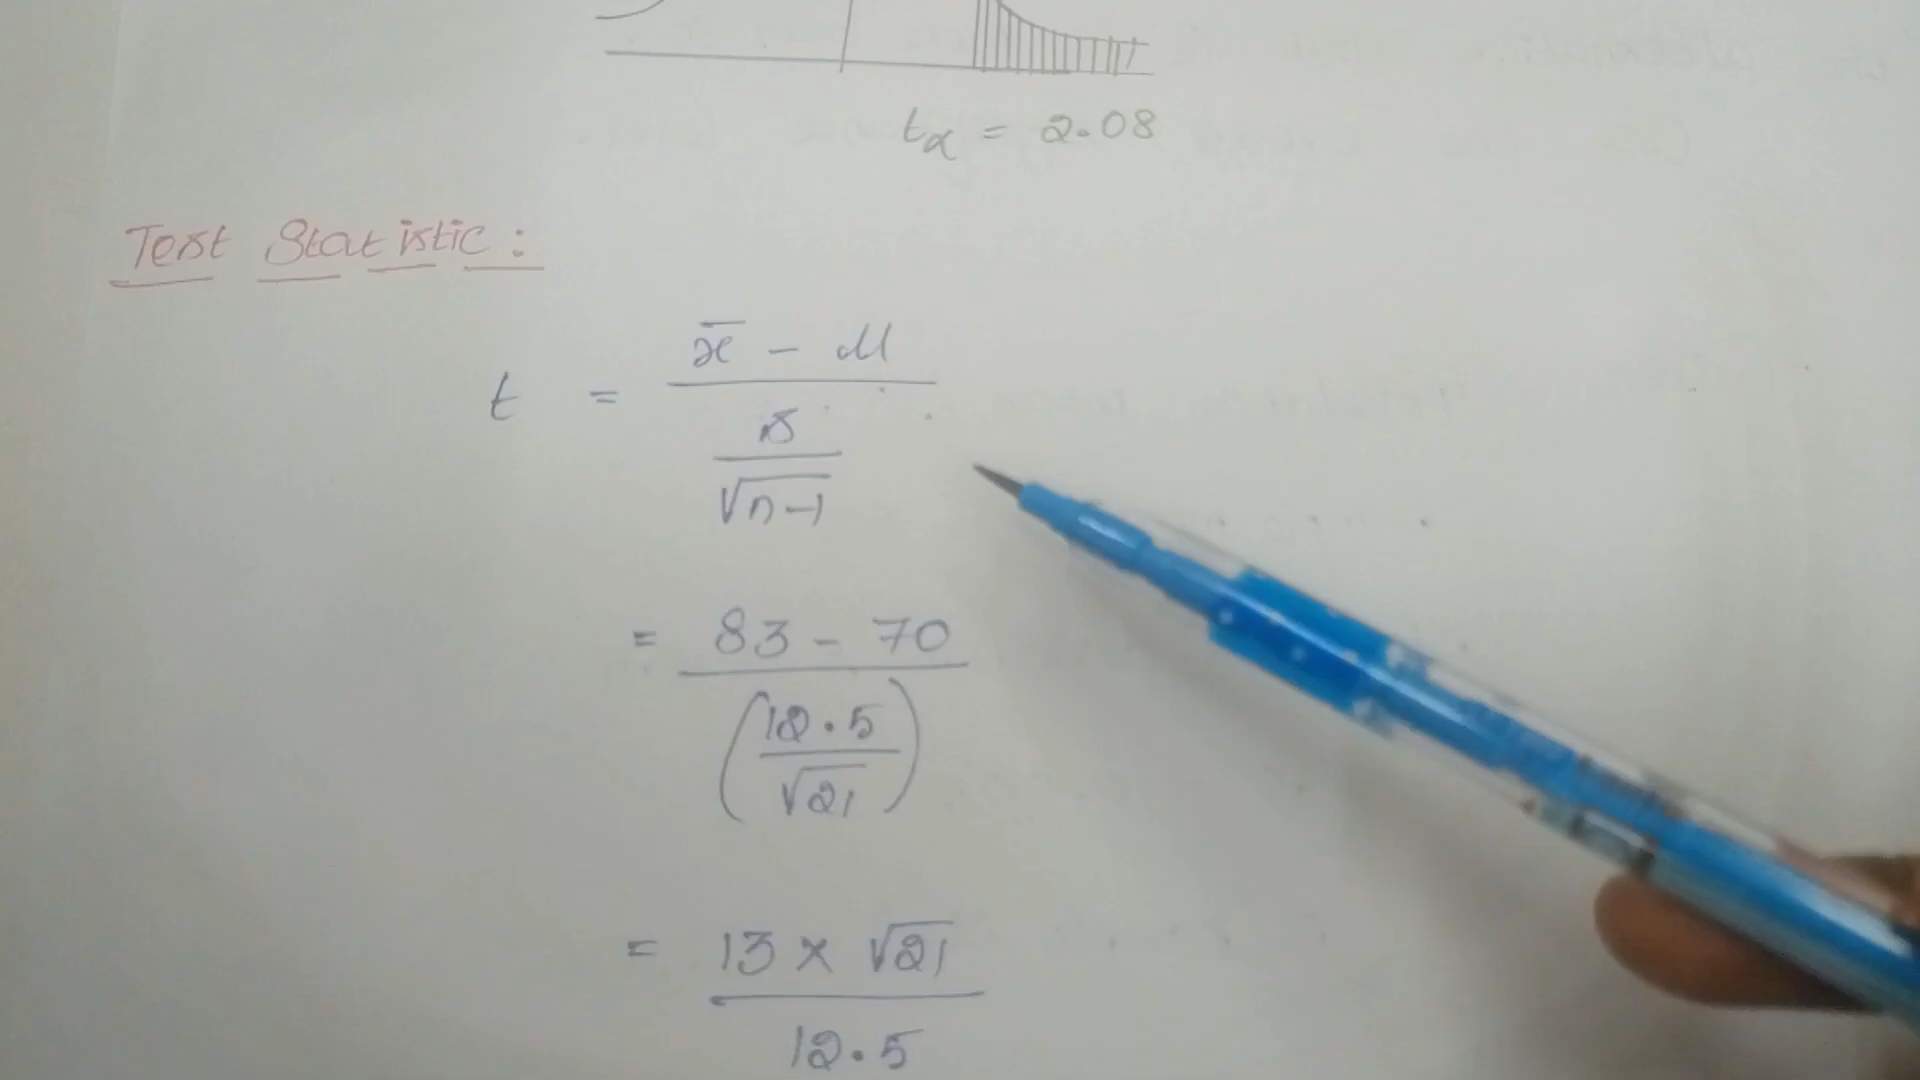 tα = 2.08
Test Statistic :
t = x̄ - μ
s
√n-1
= 83 - 70
(12.5
√21)
= 13 × √21
12.5